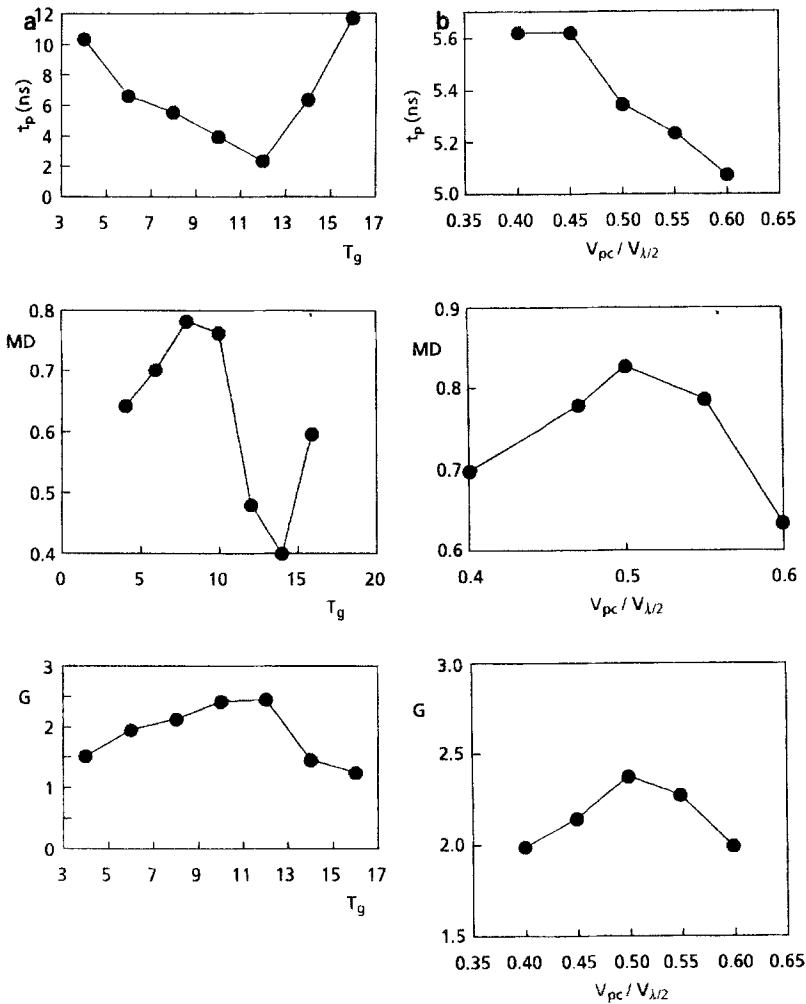 a
t_p (ns)
12
10
8
6
4
2
0
3 5 7 9 11 13 15 17
T_g
b
t_p (ns)
5.6
5.4
5.2
5.0
0.35 0.40 0.45 0.50 0.55 0.60 0.65
V_pc / V_λ/2
MD
0.8
0.7
0.6
0.5
0.4
0 5 10 15 20
T_g
MD
0.9
0.8
0.7
0.6
0.4 0.5 0.6
V_pc / V_λ/2
G
3
2
1
0
3 5 7 9 11 13 15 17
T_g
G
3.0
2.5
2.0
1.5
0.35 0.40 0.45 0.50 0.55 0.60 0.65
V_pc / V_λ/2